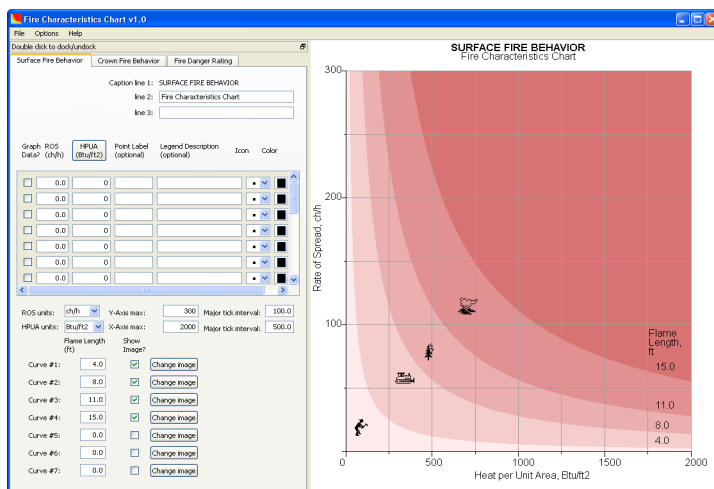 Fire Characteristics Chart v1.0
File Options Help
Double click to dock/undock
Surface Fire Behavior Crown Fire Behavior Fire Danger Rating
Caption line 1: SURFACE FIRE BEHAVIOR
line 2: Fire Characteristics Chart
line 3:
Graph ROS HPUA Point Label Legend Description Icon Color
Data? (ch/h) (Btu/ft2) (optional) (optional)
0.0 0
0.0 0
0.0 0
0.0 0
0.0 0
0.0 0
0.0 0
ROS units: ch/h Y-Axis max: 300 Major tick interval: 100.0
HPUA units: Btu/ft2 X-Axis max: 2000 Major tick interval: 500.0
Flame Length Show
(ft) Image?
Curve #1: 4.0 Change image
Curve #2: 8.0 Change image
Curve #3: 11.0 Change image
Curve #4: 15.0 Change image
Curve #5: 0.0 Change image
Curve #6: 0.0 Change image
Curve #7: 0.0 Change image
SURFACE FIRE BEHAVIOR
Fire Characteristics Chart
300
200
100
0
Rate of Spread, ch/h
Flame
Length,
ft
15.0
11.0
8.0
4.0
0 500 1000 1500 2000
Heat per Unit Area, Btu/ft2